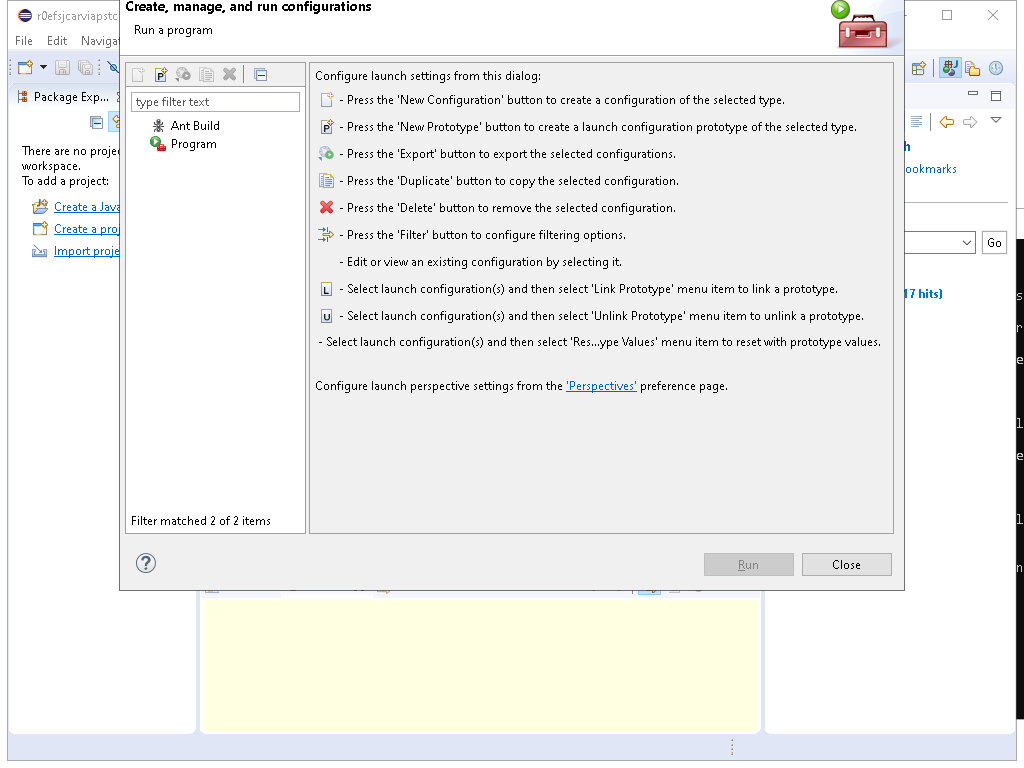 Create, manage, and run configurations
Run a program
r0efsjcarviapstc
File Edit Navigat
Package Exp...
type filter text
Ant Build
Program
Filter matched 2 of 2 items
There are no projec
workspace.
To add a project:
Create a Java
Create a proj
Import proje
Configure launch settings from this dialog:
- Press the 'New Configuration' button to create a configuration of the selected type.
- Press the 'New Prototype' button to create a launch configuration prototype of the selected type.
- Press the 'Export' button to export the selected configurations.
- Press the 'Duplicate' button to copy the selected configuration.
- Press the 'Delete' button to remove the selected configuration.
- Press the 'Filter' button to configure filtering options.
- Edit or view an existing configuration by selecting it.
L - Select launch configuration(s) and then select 'Link Prototype' menu item to link a prototype.
U - Select launch configuration(s) and then select 'Unlink Prototype' menu item to unlink a prototype.
- Select launch configuration(s) and then select 'Res...ype Values' menu item to reset with prototype values.
Configure launch perspective settings from the 'Perspectives' preference page.
? Run Close
h
ookmarks
Go
17 hits)